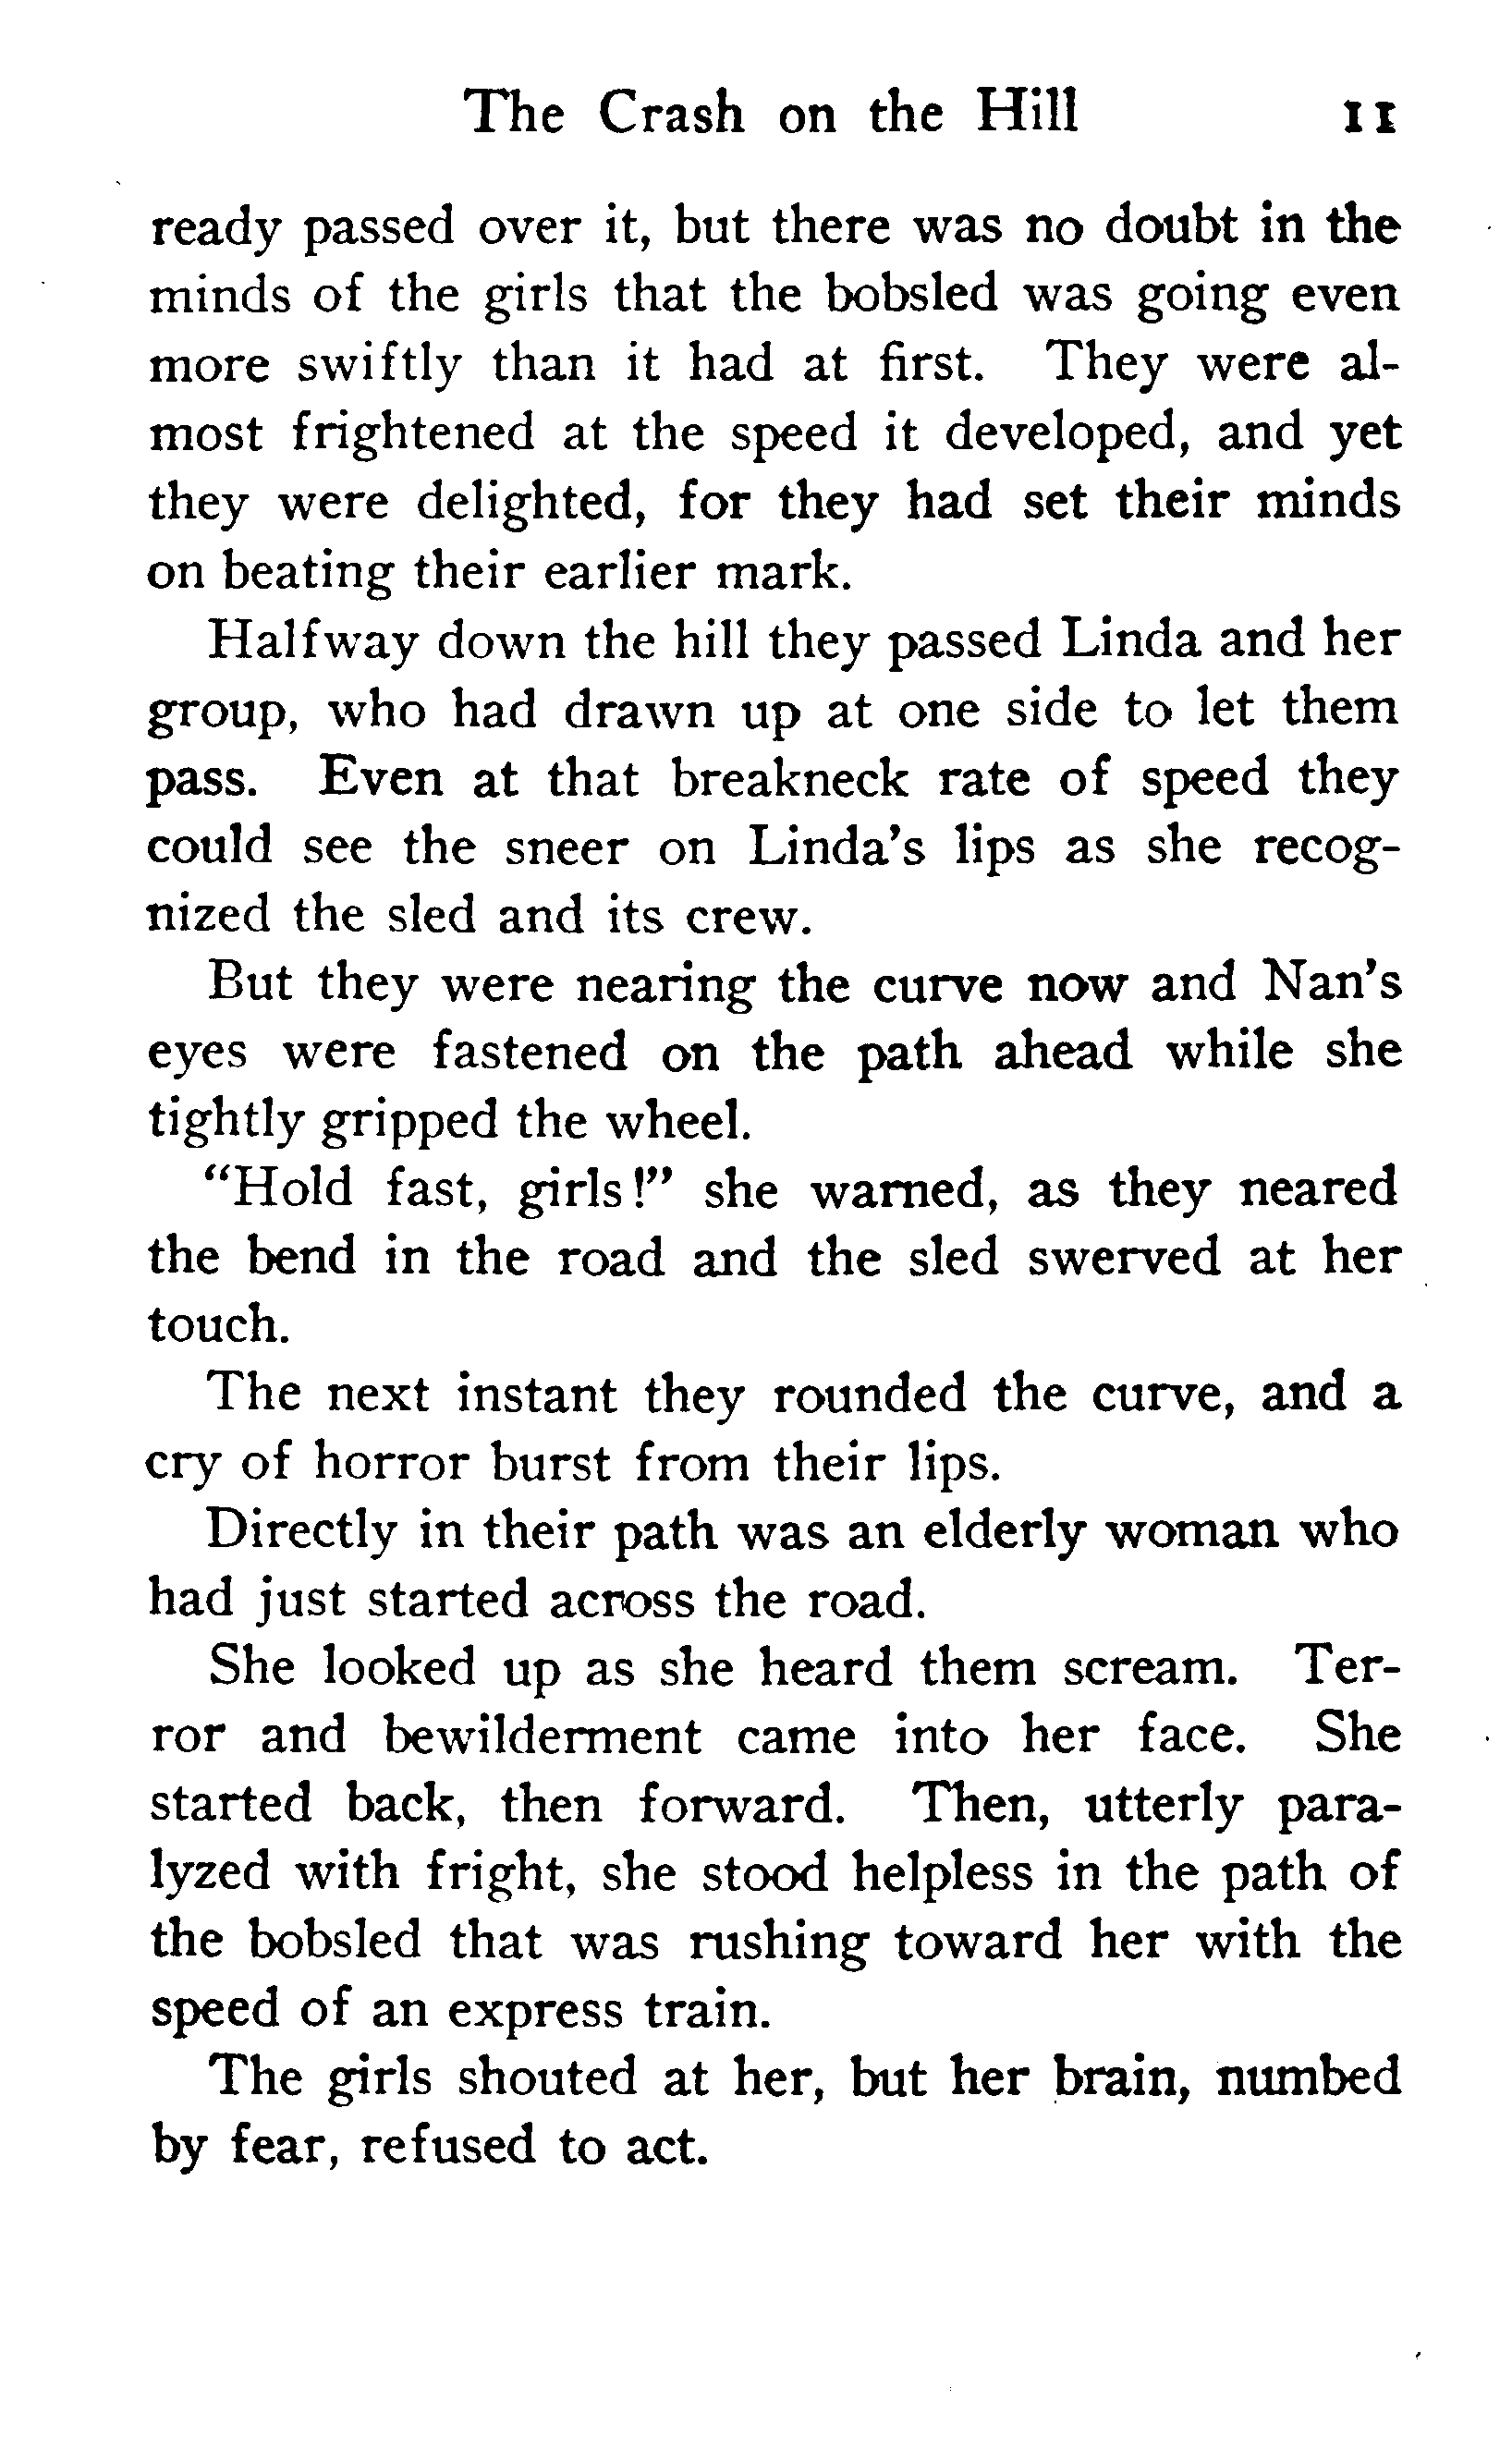 The Crash on the Hill 11
ready passed over it, but there was no doubt in the
minds of the girls that the bobsled was going even
more swiftly than it had at first. They were al-
most frightened at the speed it developed, and yet
they were delighted, for they had set their minds
on beating their earlier mark.
Halfway down the hill they passed Linda and her
group, who had drawn up at one side to let them
pass. Even at that breakneck rate of speed they
could see the sneer on Linda's lips as she recog-
nized the sled and its crew.
But they were nearing the curve now and Nan's
eyes were fastened on the path ahead while she
tightly gripped the wheel.
"Hold fast, girls!" she warned, as they neared
the bend in the road and the sled swerved at her
touch.
The next instant they rounded the curve, and a
cry of horror burst from their lips.
Directly in their path was an elderly woman who
had just started across the road.
She looked up as she heard them scream. Ter-
ror and bewilderment came into her face. She
started back, then forward. Then, utterly para-
lyzed with fright, she stood helpless in the path of
the bobsled that was rushing toward her with the
speed of an express train.
The girls shouted at her, but her brain, numbed
by fear, refused to act.